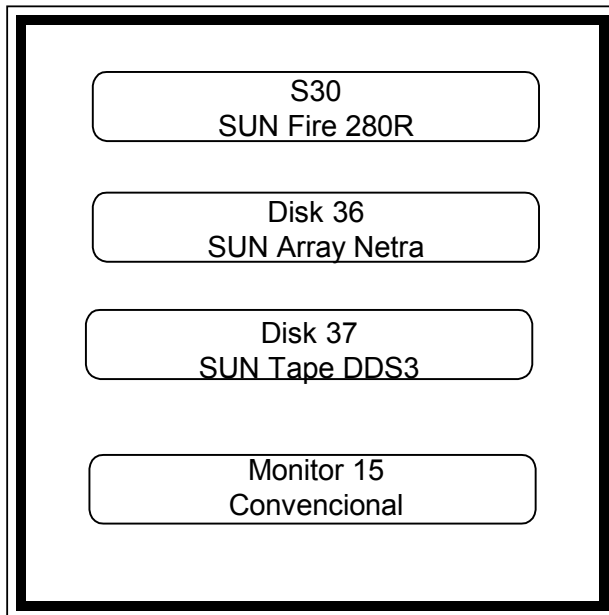 S30
SUN Fire 280R
Disk 36
SUN Array Netra
Disk 37
SUN Tape DDS3
Monitor 15
Convencional